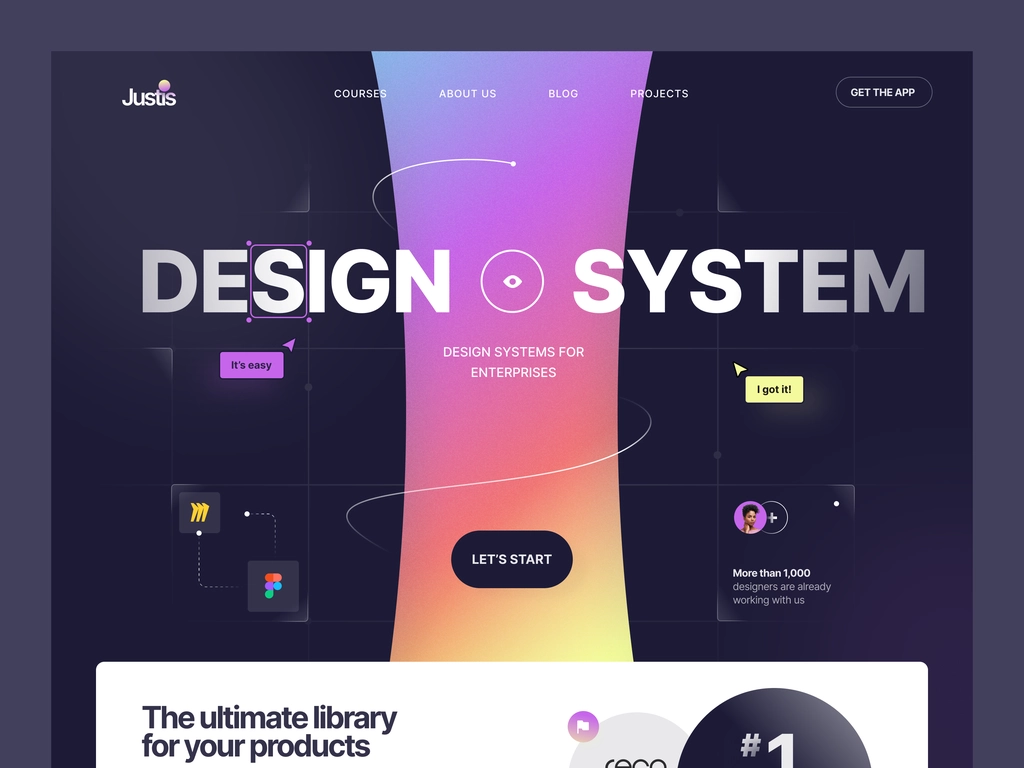 Justis
COURSES ABOUT US BLOG PROJECTS
GET THE APP
DESIGN SYSTEM
DESIGN SYSTEMS FOR
ENTERPRISES
It's easy
I got it!
LET'S START
More than 1,000
designers are already
working with us
The ultimate library
for your products
#1